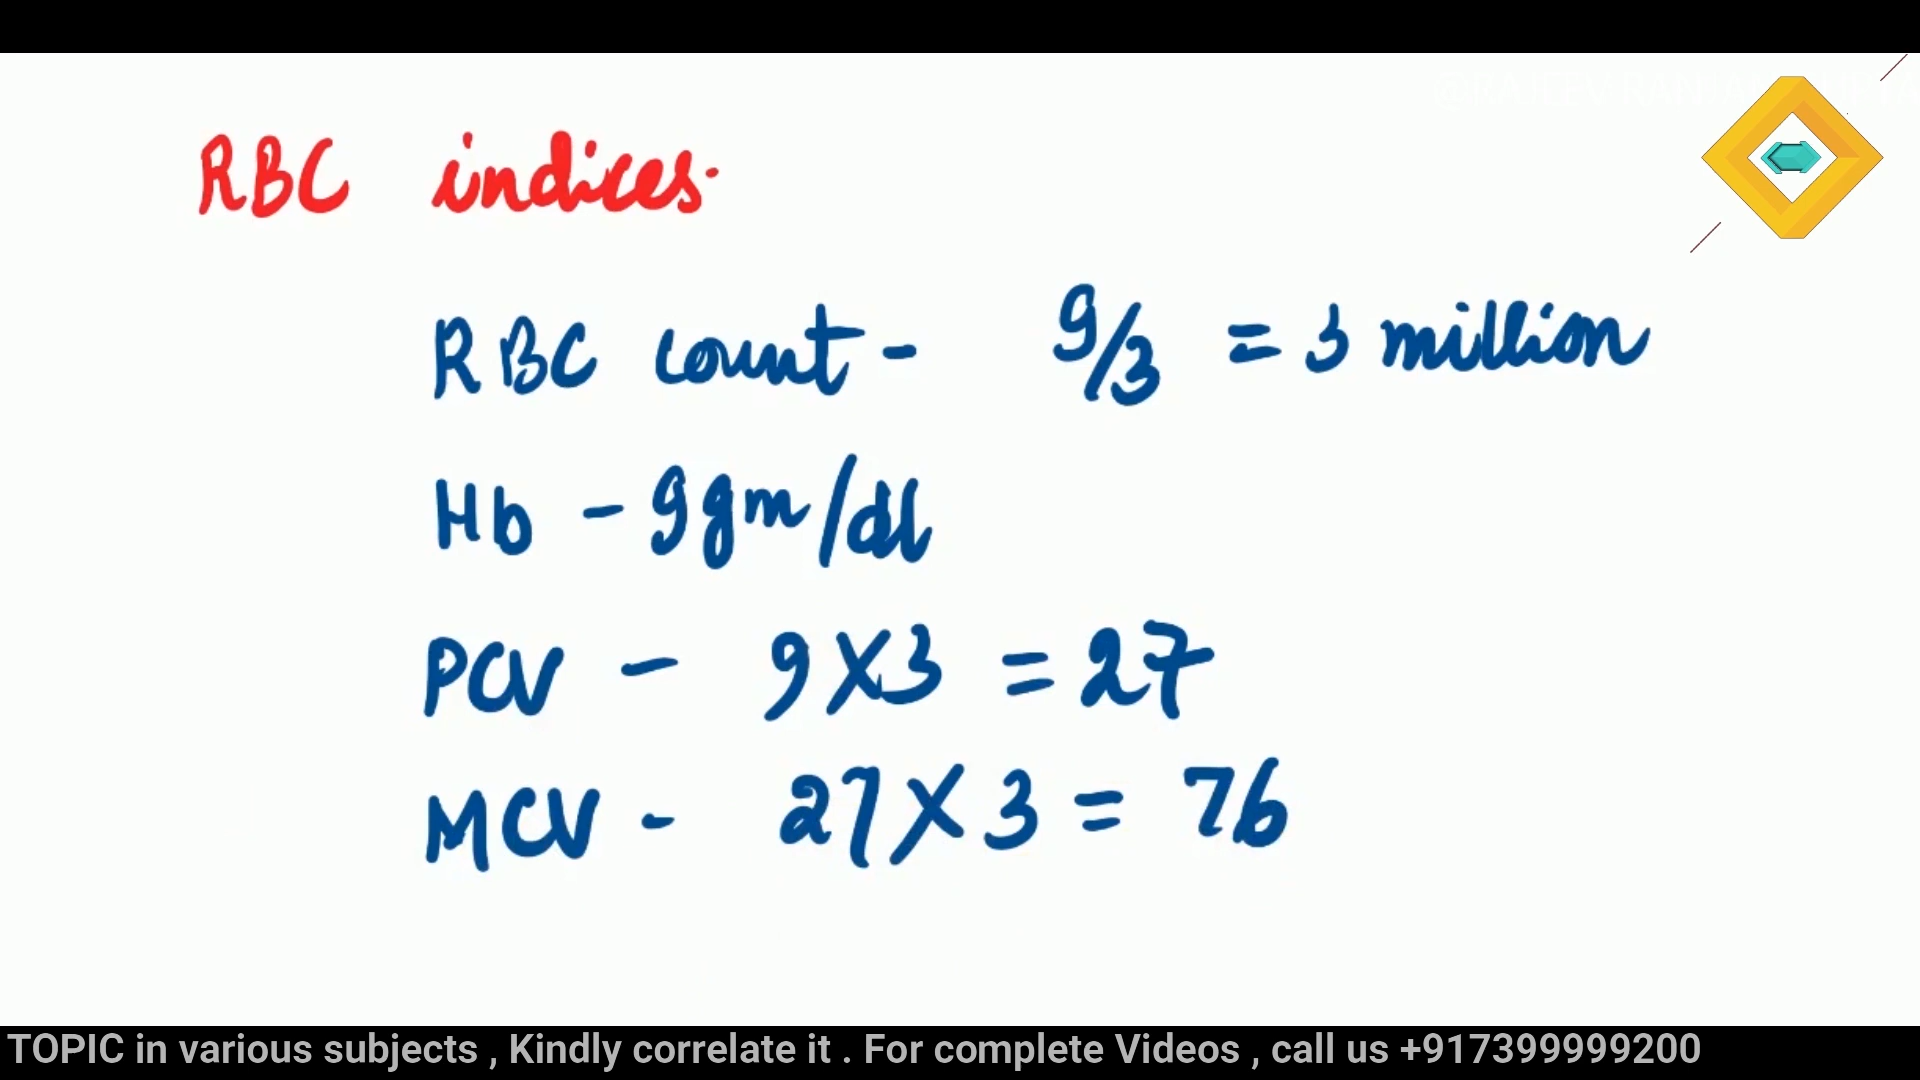 RBC indices.
RBC count - 9/3 = 3 million
Hb - 9gm/dl
PCV - 9X3 = 27
MCV - 27X3 = 76
TOPIC in various subjects , Kindly correlate it . For complete Videos , call us +917399999200